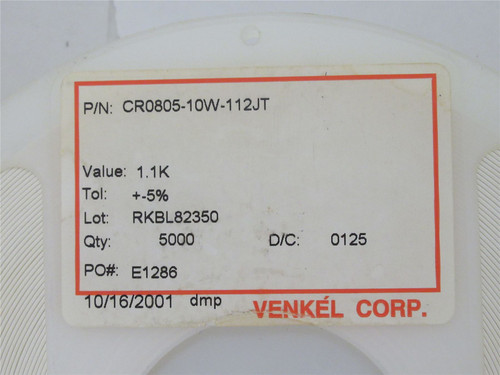 P/N: CR0805-10W-112JT
Value: 1.1K
Tol: +-5%
Lot: RKBL82350
Qty: 5000 D/C: 0125
PO#: E1286
10/16/2001 dmp VENKÉL CORP.